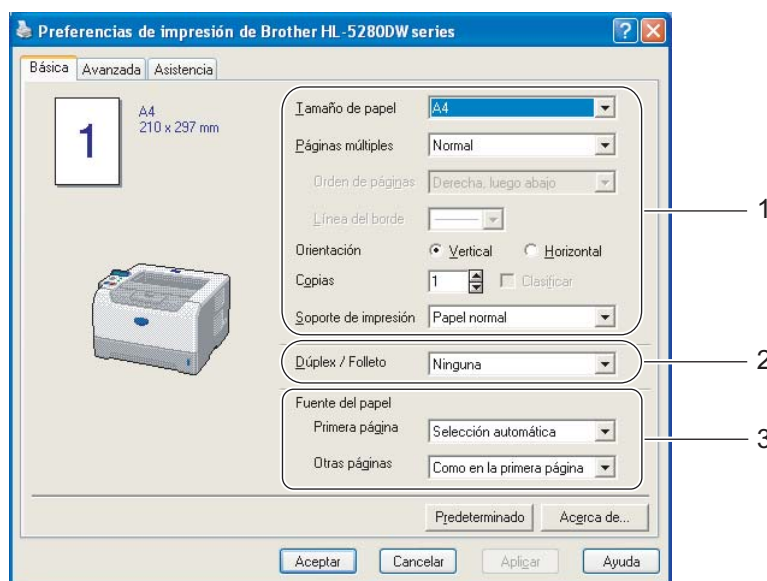 Preferencias de impresión de Brother HL-5280DW series
Básica Avanzada Asistencia
1
A4
210 x 297 mm
Tamaño de papel A4
Páginas múltiples Normal
Orden de páginas Derecha, luego abajo
Línea del borde
Orientación Vertical Horizontal
Copias 1 Clasificar
Soporte de impresión Papel normal
1
Dúplex / Folleto Ninguna
2
Fuente del papel
Primera página Selección automática
Otras páginas Como en la primera página
3
Predeterminado Acerca de...
Aceptar Cancelar Aplicar Ayuda